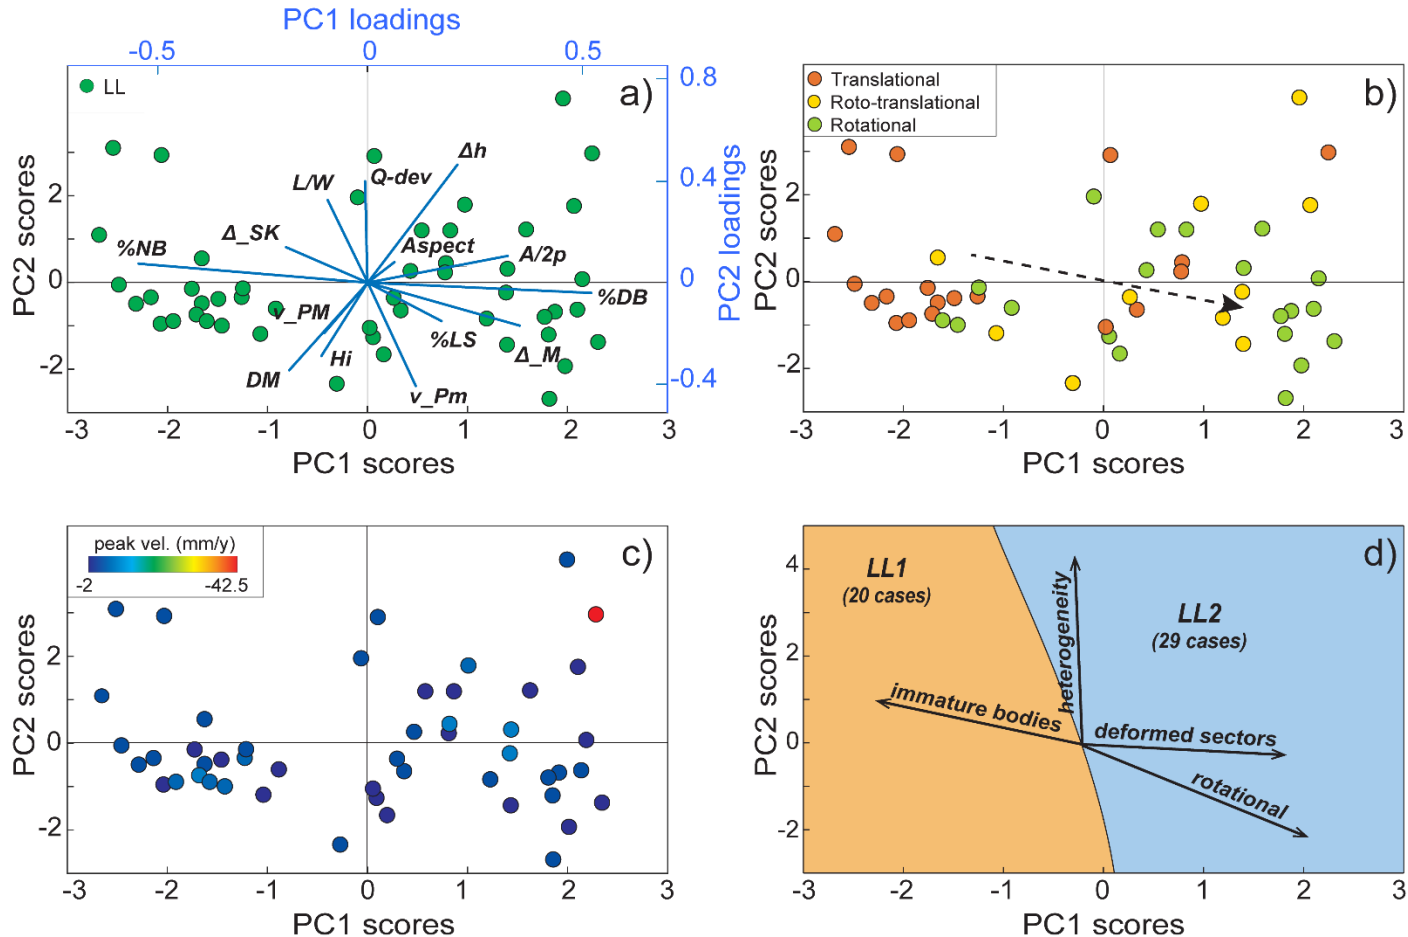 PC1 loadings
-0.5 0 0.5
LL
a)
0.8
Δh
Q-dev
L/W
Δ_SK
Aspect
A/2p
%NB
%DB
v_PM
%LS
Δ_M
Hi
DM
v_Pm
2
0
-2
PC2 scores
0.4
0
-0.4
PC2 loadings
-3 -2 -1 0 1 2 3
PC1 scores
Translational
Roto-translational
Rotational
b)
2
0
-2
PC2 scores
-3 -2 -1 0 1 2 3
PC1 scores
peak vel. (mm/y)
-2 -42.5
c)
2
0
-2
PC2 scores
-3 -2 -1 0 1 2 3
PC1 scores
d)
LL1
(20 cases)
LL2
(29 cases)
heterogeneity
immature bodies
deformed sectors
rotational
4
2
0
-2
PC2 scores
-3 -2 -1 0 1 2 3
PC1 scores